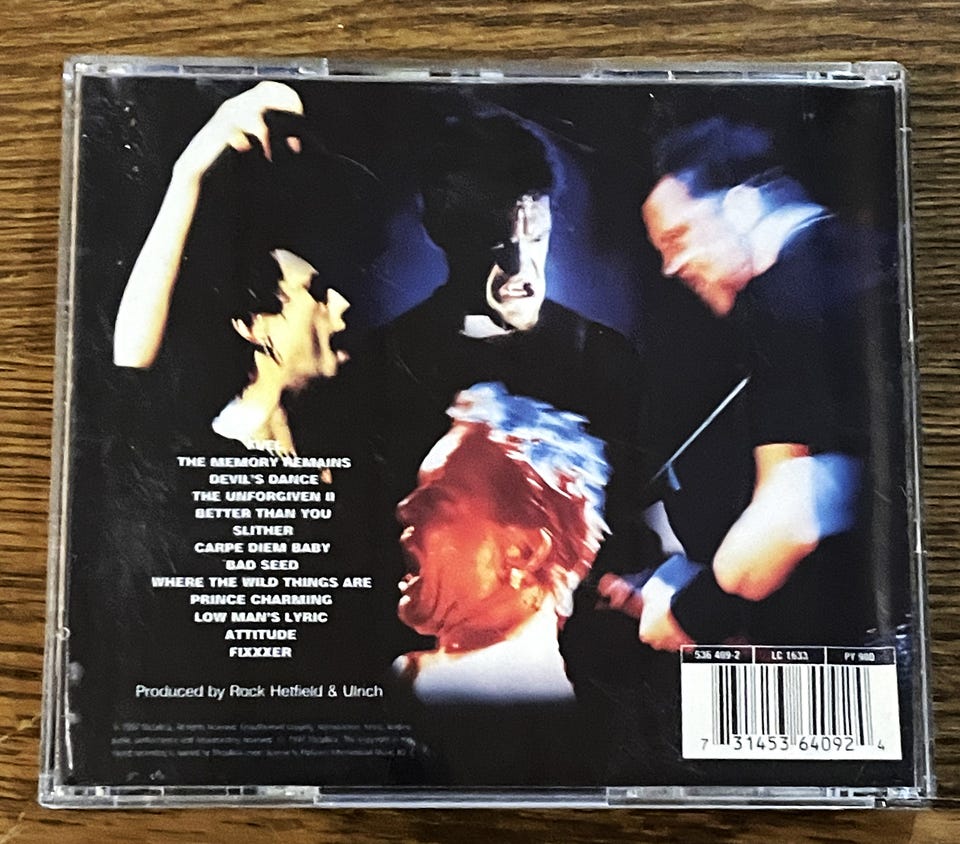 FUEL
THE MEMORY REMAINS
DEVIL'S DANCE
THE UNFORGIVEN II
BETTER THAN YOU
SLITHER
CARPE DIEM BABY
BAD SEED
WHERE THE WILD THINGS ARE
PRINCE CHARMING
LOW MAN'S LYRIC
ATTITUDE
FIXXXER
Produced by Rock Hetfield & Ulrich
536 409-2 LC 1633 PY 900
7 31453 64092 4